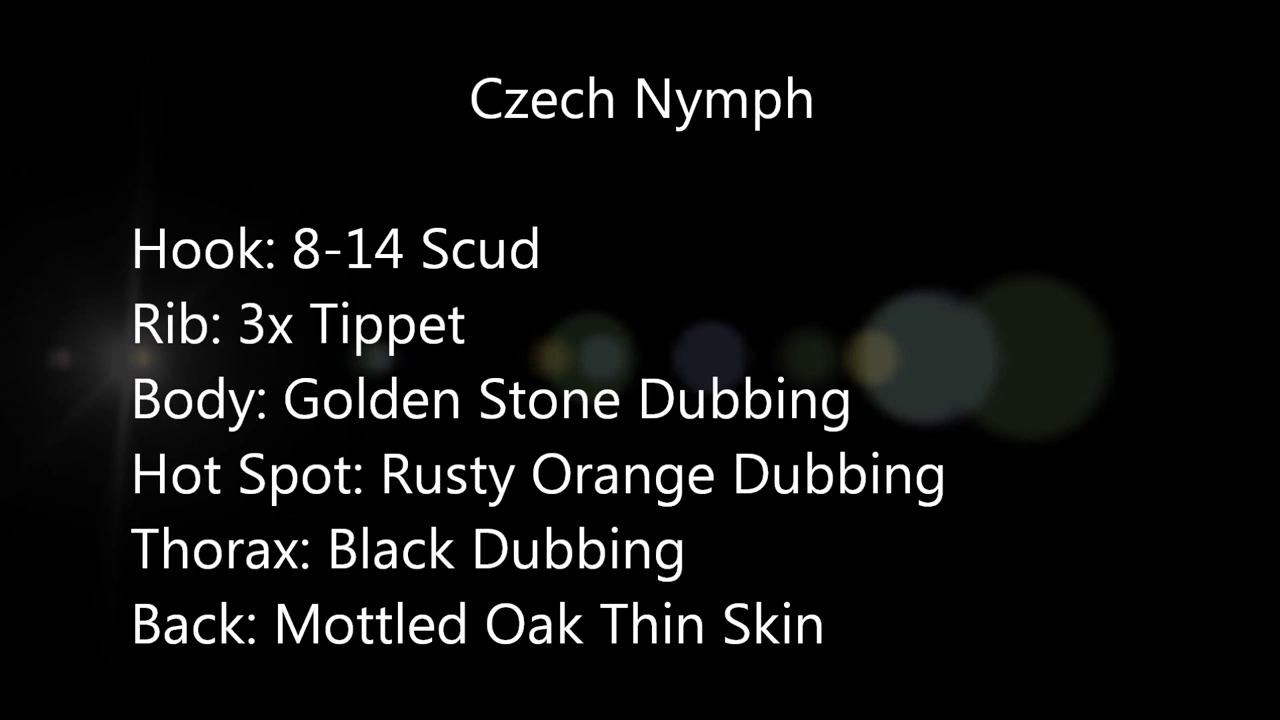 Czech Nymph
Hook: 8-14 Scud
Rib: 3x Tippet
Body: Golden Stone Dubbing
Hot Spot: Rusty Orange Dubbing
Thorax: Black Dubbing
Back: Mottled Oak Thin Skin